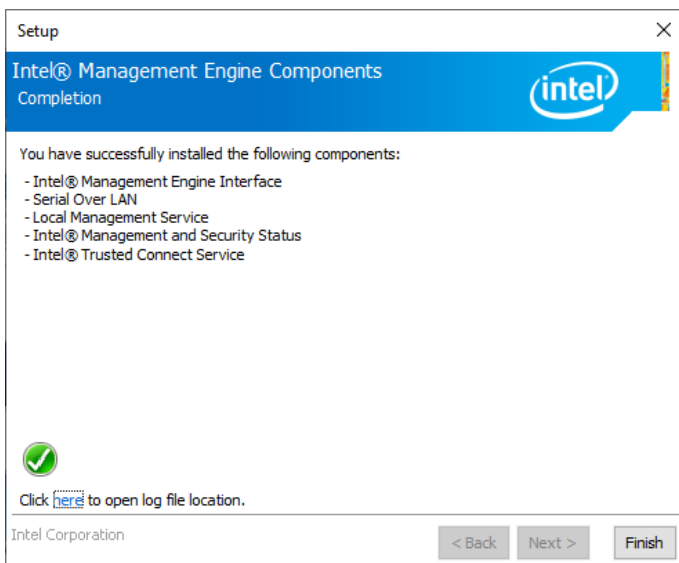 Setup
Intel® Management Engine Components
Completion
intel
You have successfully installed the following components:
- Intel® Management Engine Interface
- Serial Over LAN
- Local Management Service
- Intel® Management and Security Status
- Intel® Trusted Connect Service
Click here to open log file location.
Intel Corporation
< Back Next > Finish